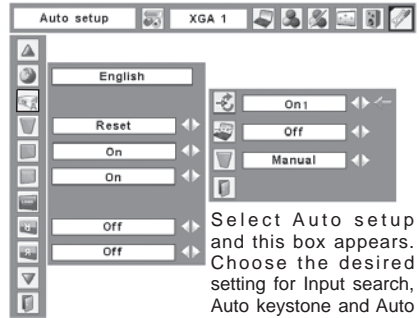 Auto setup
XGA 1
English
Reset
On
On
Off
Off
On1
Off
Manual
Select Auto setup
and this box appears.
Choose the desired
setting for Input search,
Auto keystone and Auto